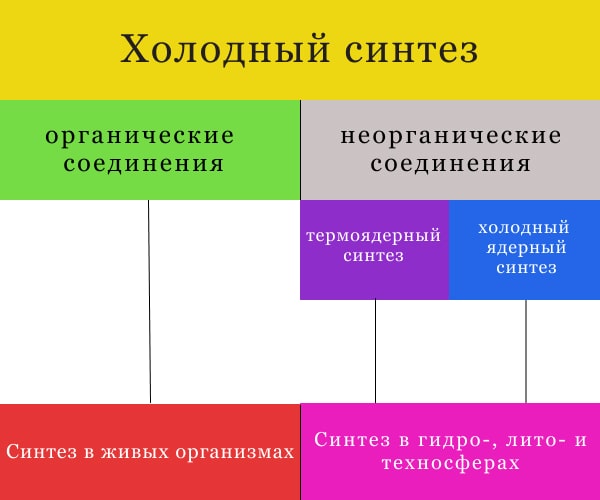 Холодный синтез
органические
соединения
неорганические
соединения
термоядерный
синтез
холодный
ядерный
синтез
Синтез в живых организмах
Синтез в гидро-, лито- и
техносферах